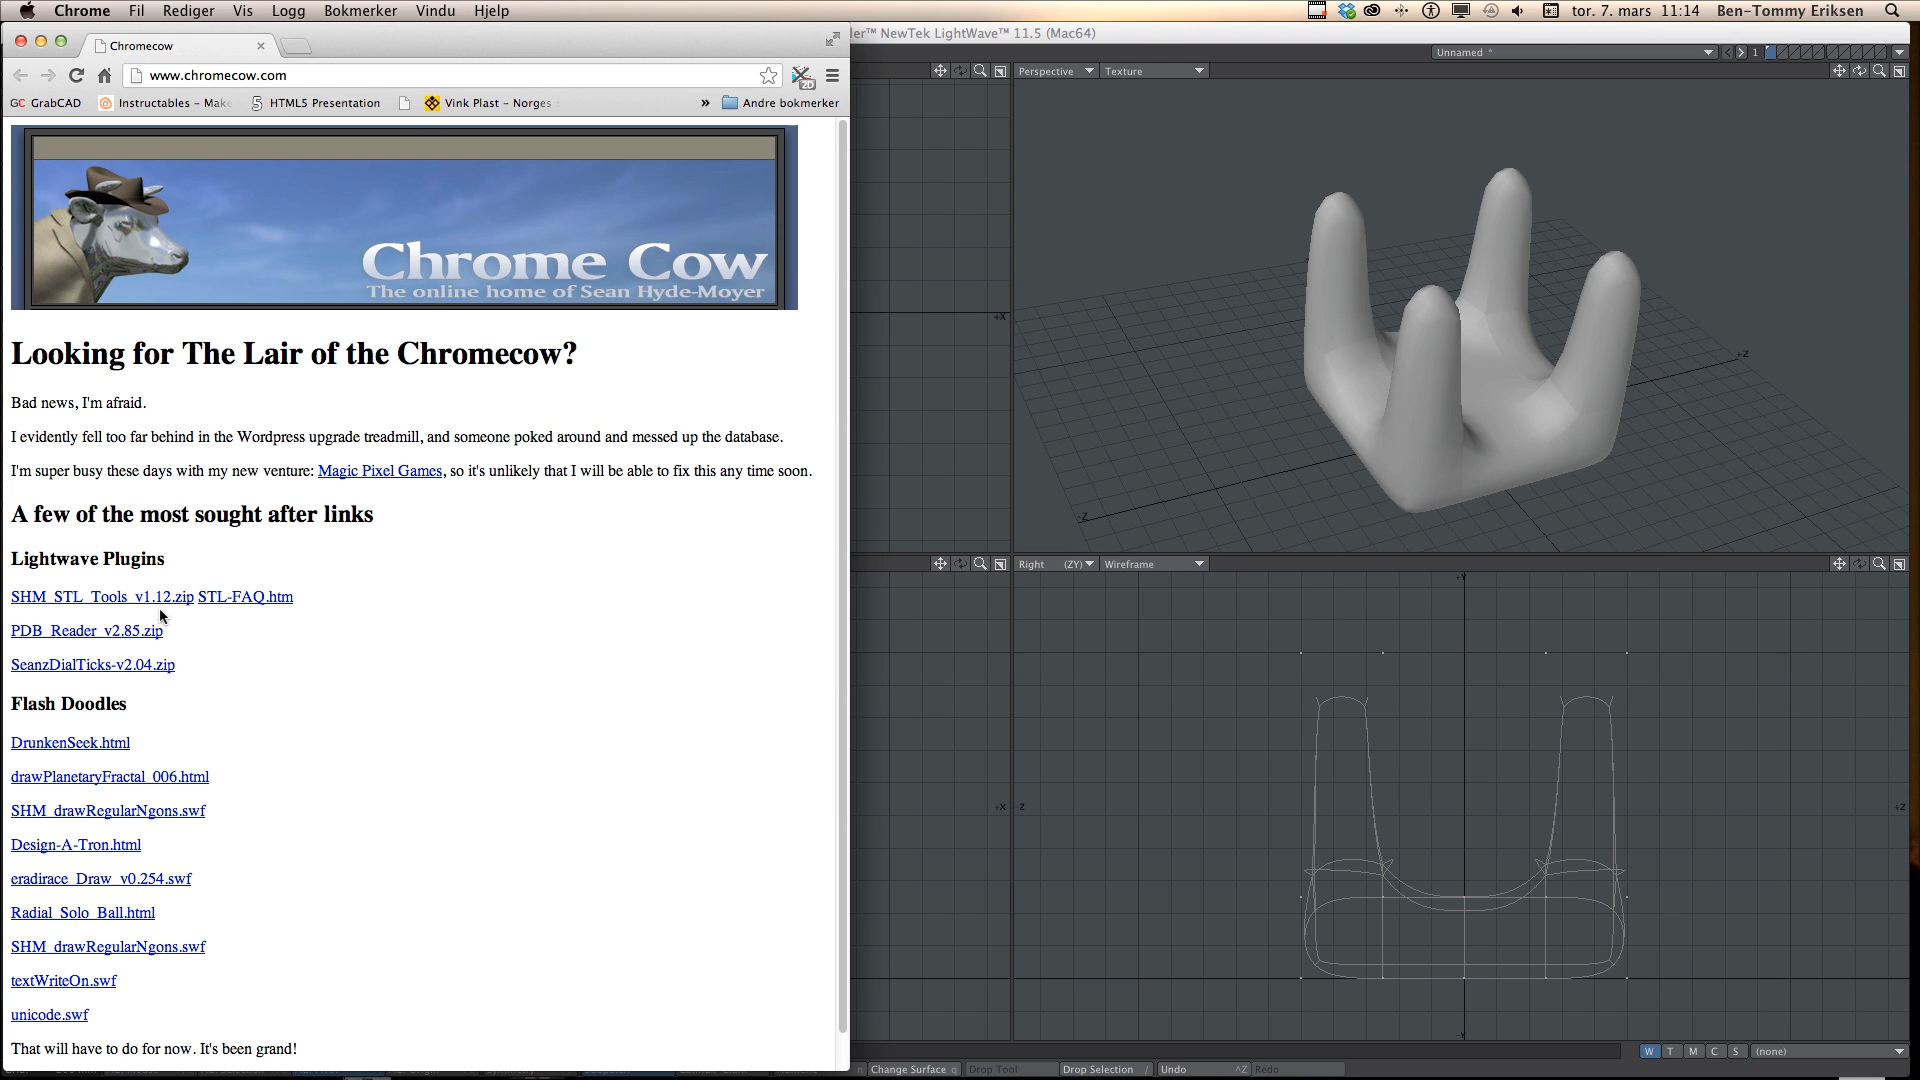 Chrome Fil Rediger Vis Logg Bokmerker Vindu Hjelp tor. 7. mars 11:14 Ben-Tommy Eriksen
Chromecow
www.chromecow.com
GC GrabCAD Instructables – Make HTML5 Presentation Vink Plast – Norges » Andre bokmerker
Chrome Cow
The online home of Sean Hyde-Moyer
Looking for The Lair of the Chromecow?
Bad news, I'm afraid.
I evidently fell too far behind in the Wordpress upgrade treadmill, and someone poked around and messed up the database.
I'm super busy these days with my new venture: Magic Pixel Games, so it's unlikely that I will be able to fix this any time soon.
A few of the most sought after links
Lightwave Plugins
SHM_STL_Tools_v1.12.zip STL-FAQ.htm
PDB_Reader_v2.85.zip
SeanzDialTicks-v2.04.zip
Flash Doodles
DrunkenSeek.html
drawPlanetaryFractal_006.html
SHM_drawRegularNgons.swf
Design-A-Tron.html
eradirace_Draw_v0.254.swf
Radial_Solo_Ball.html
SHM_drawRegularNgons.swf
textWriteOn.swf
unicode.swf
That will have to do for now. It's been grand!
NewTek LightWave™ 11.5 (Mac64)
Unnamed * 1
Perspective Texture
+X
+Z
-Z
Right (ZY) Wireframe
+Y
+X -Z +Z
-Y
W T M C S (none)
Change Surface q Drop Tool Drop Selection / Undo ^Z Redo